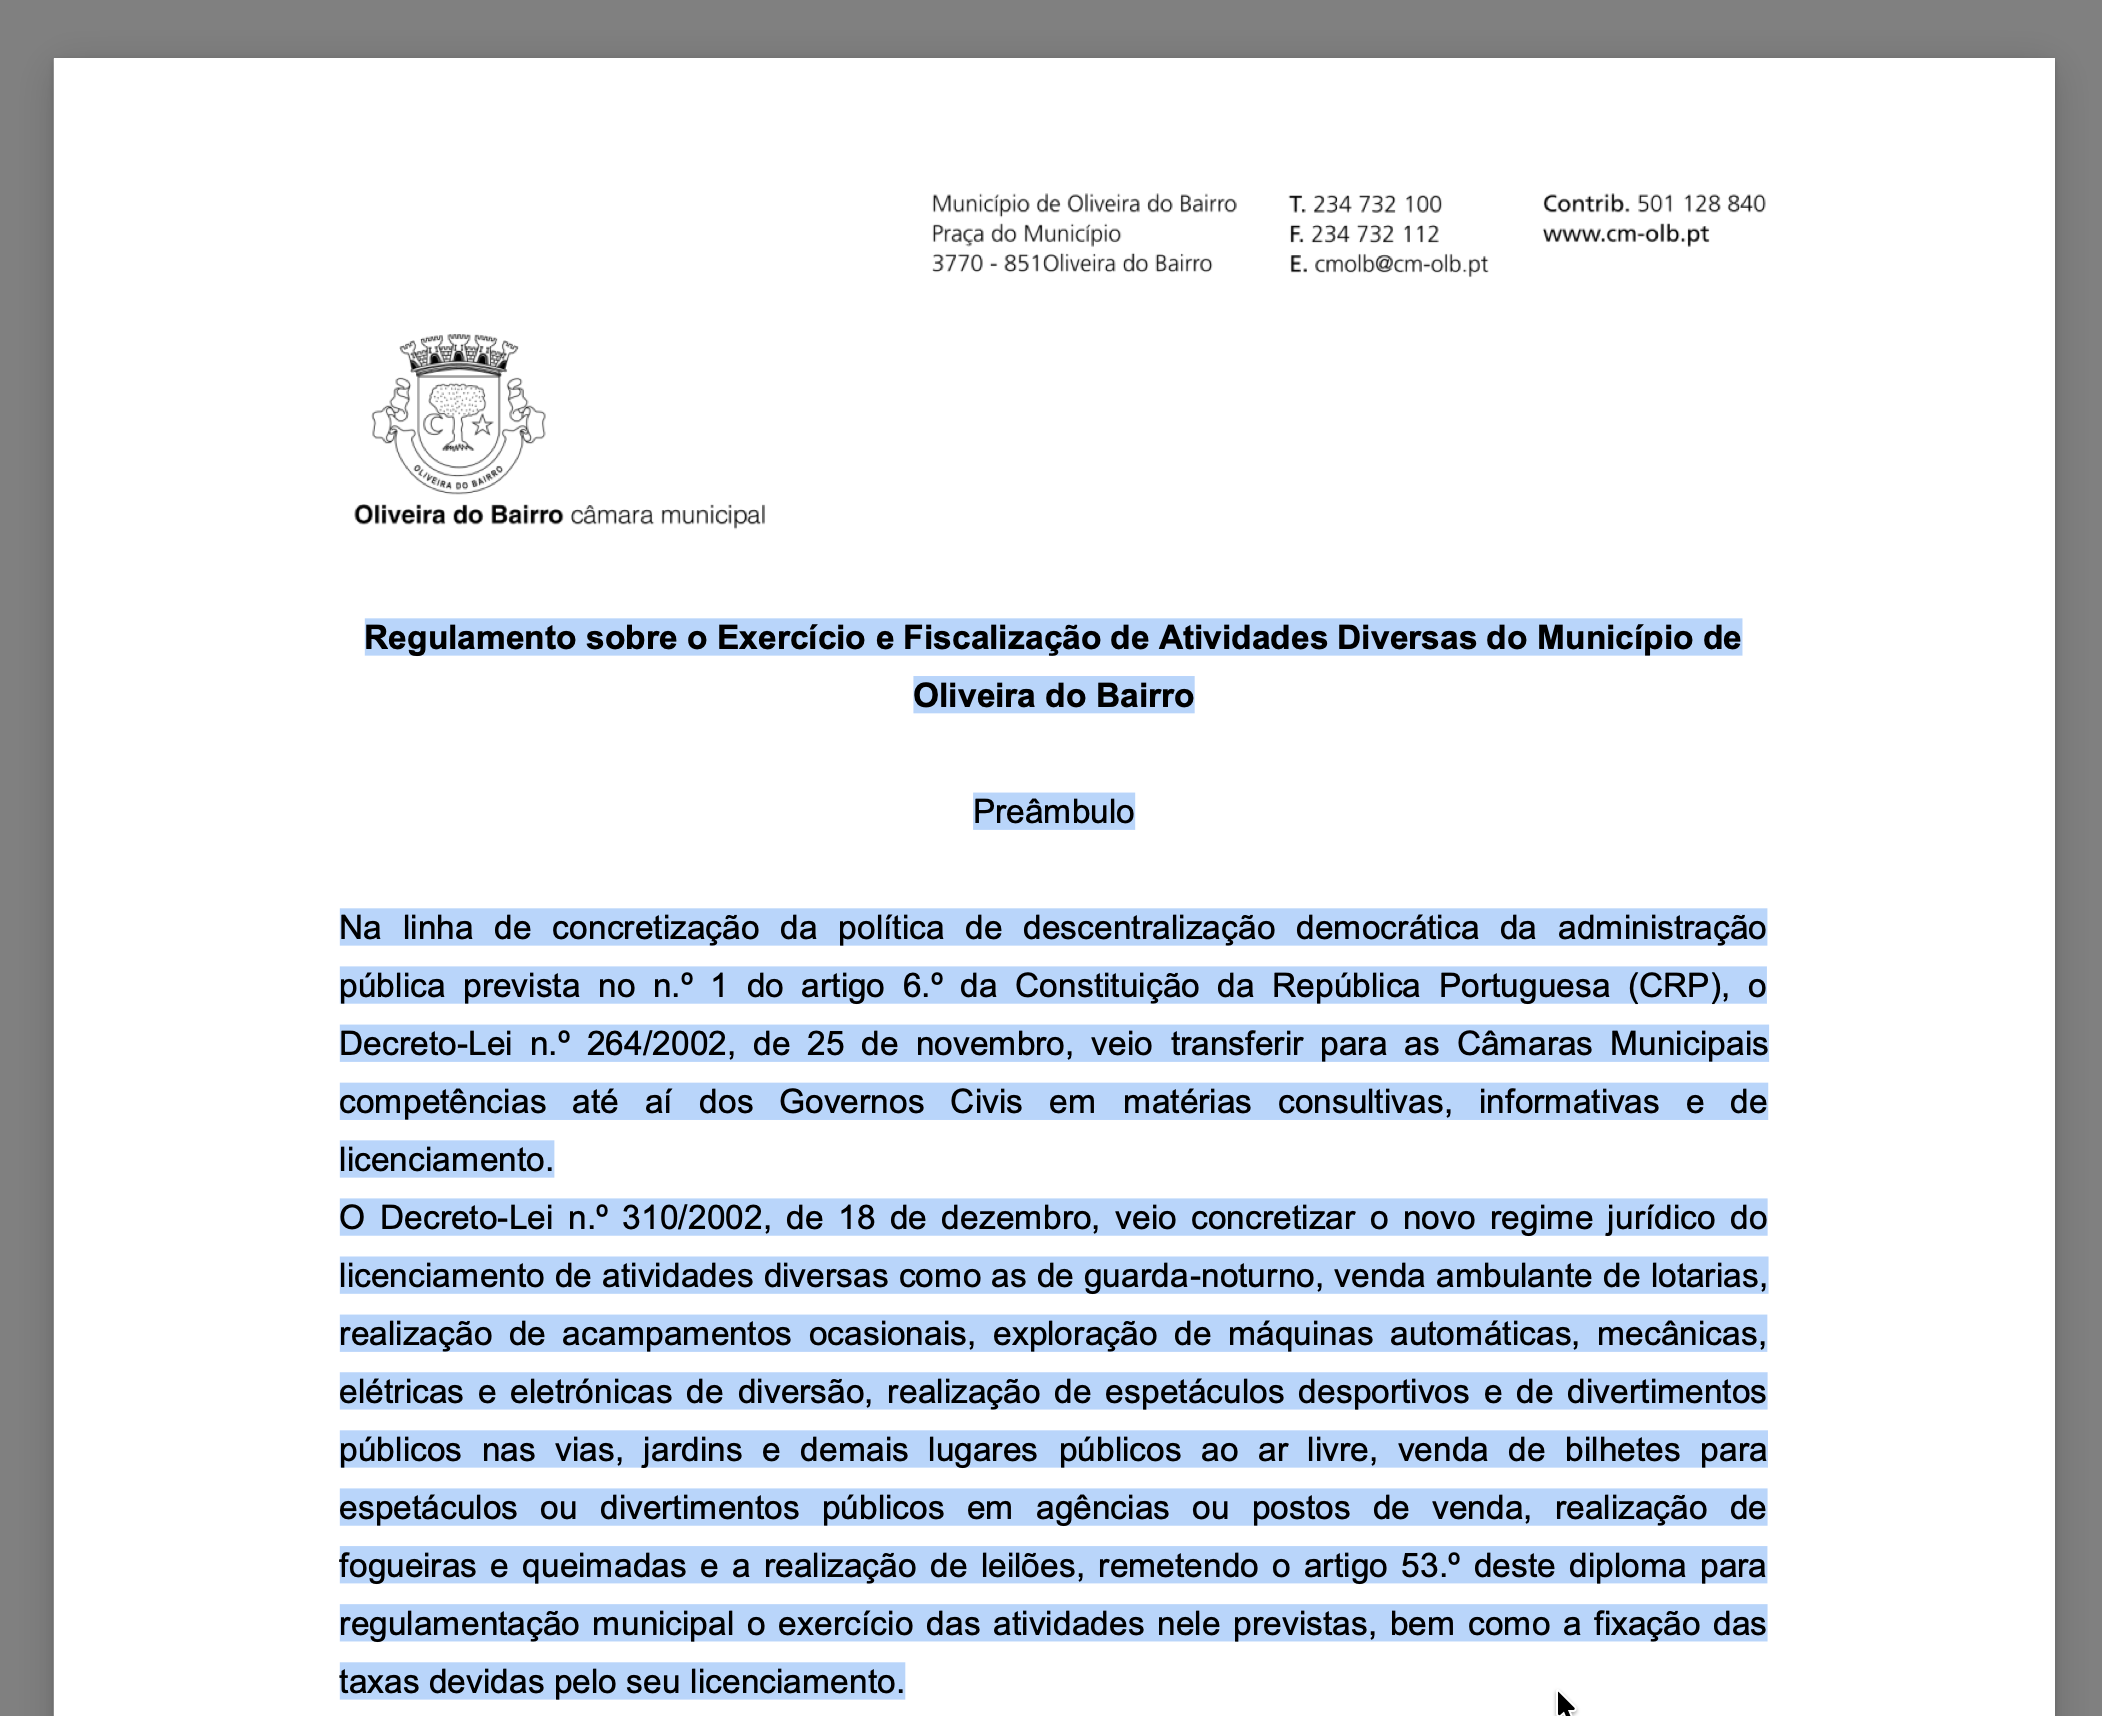 Município de Oliveira do Bairro
Praça do Município
3770 - 851Oliveira do Bairro
T. 234 732 100
F. 234 732 112
E. cmolb@cm-olb.pt
Contrib. 501 128 840
www.cm-olb.pt
OLIVEIRA DO BAIRRO
Oliveira do Bairro câmara municipal
Regulamento sobre o Exercício e Fiscalização de Atividades Diversas do Município de
Oliveira do Bairro
Preâmbulo
Na linha de concretização da política de descentralização democrática da administração
pública prevista no n.º 1 do artigo 6.º da Constituição da República Portuguesa (CRP), o
Decreto-Lei n.º 264/2002, de 25 de novembro, veio transferir para as Câmaras Municipais
competências até aí dos Governos Civis em matérias consultivas, informativas e de
licenciamento.
O Decreto-Lei n.º 310/2002, de 18 de dezembro, veio concretizar o novo regime jurídico do
licenciamento de atividades diversas como as de guarda-noturno, venda ambulante de lotarias,
realização de acampamentos ocasionais, exploração de máquinas automáticas, mecânicas,
elétricas e eletrónicas de diversão, realização de espetáculos desportivos e de divertimentos
públicos nas vias, jardins e demais lugares públicos ao ar livre, venda de bilhetes para
espetáculos ou divertimentos públicos em agências ou postos de venda, realização de
fogueiras e queimadas e a realização de leilões, remetendo o artigo 53.º deste diploma para
regulamentação municipal o exercício das atividades nele previstas, bem como a fixação das
taxas devidas pelo seu licenciamento.